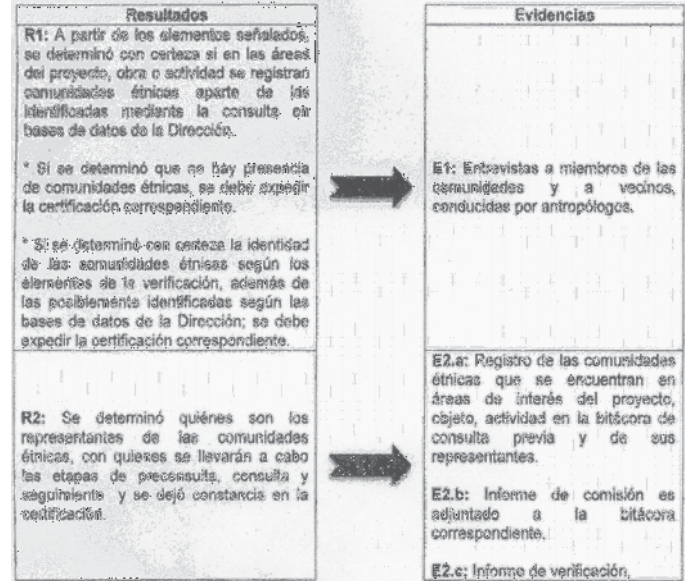 Resultados
R1: A partir de los elementos señalados,
se determinó con certeza si en las áreas
del proyecto, obra o actividad se registran
comunidades étnicas aparte de las
identificadas mediante la consulta en
bases de datos de la Dirección.
* Si se determinó que no hay presencia
de comunidades étnicas, se debe expedir
la certificación correspondiente.
* Si se determinó con certeza la identidad
de las comunidades étnicas según los
elementos de la verificación, además de
las posiblemente identificadas según las
bases de datos de la Dirección; se debe
expedir la certificación correspondiente.
R2: Se determinó quiénes son los
representantes de las comunidades
étnicas, con quienes se llevarán a cabo
las etapas de preconsulta, consulta y
seguimiento y se dejó constancia en la
certificación.
Evidencias
E1: Entrevistas a miembros de las
comunidades y a vecinos,
conducidas por antropólogos.
E2.a: Registro de las comunidades
étnicas que se encuentran en
áreas de interés del proyecto,
objeto, actividad en la bitácora de
consulta previa y de sus
representantes.
E2.b: Informe de comisión es
adjuntado a la bitácora
correspondiente.
E2.c: Informe de verificación.